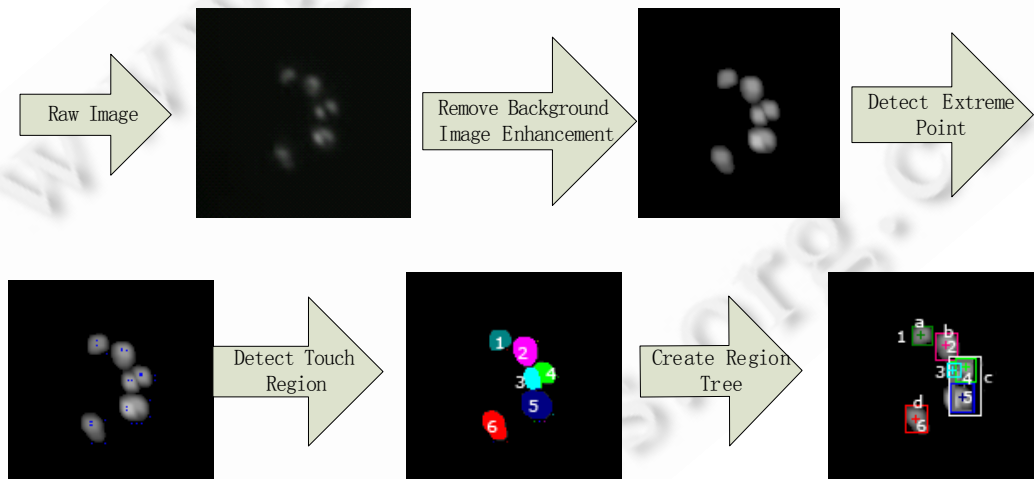 Raw Image
Remove Background
Image Enhancement
Detect Extreme
Point
Detect Touch
Region
1
2
3
4
5
6
Create Region
Tree
a
1
b
2
3
4
c
5
d
6